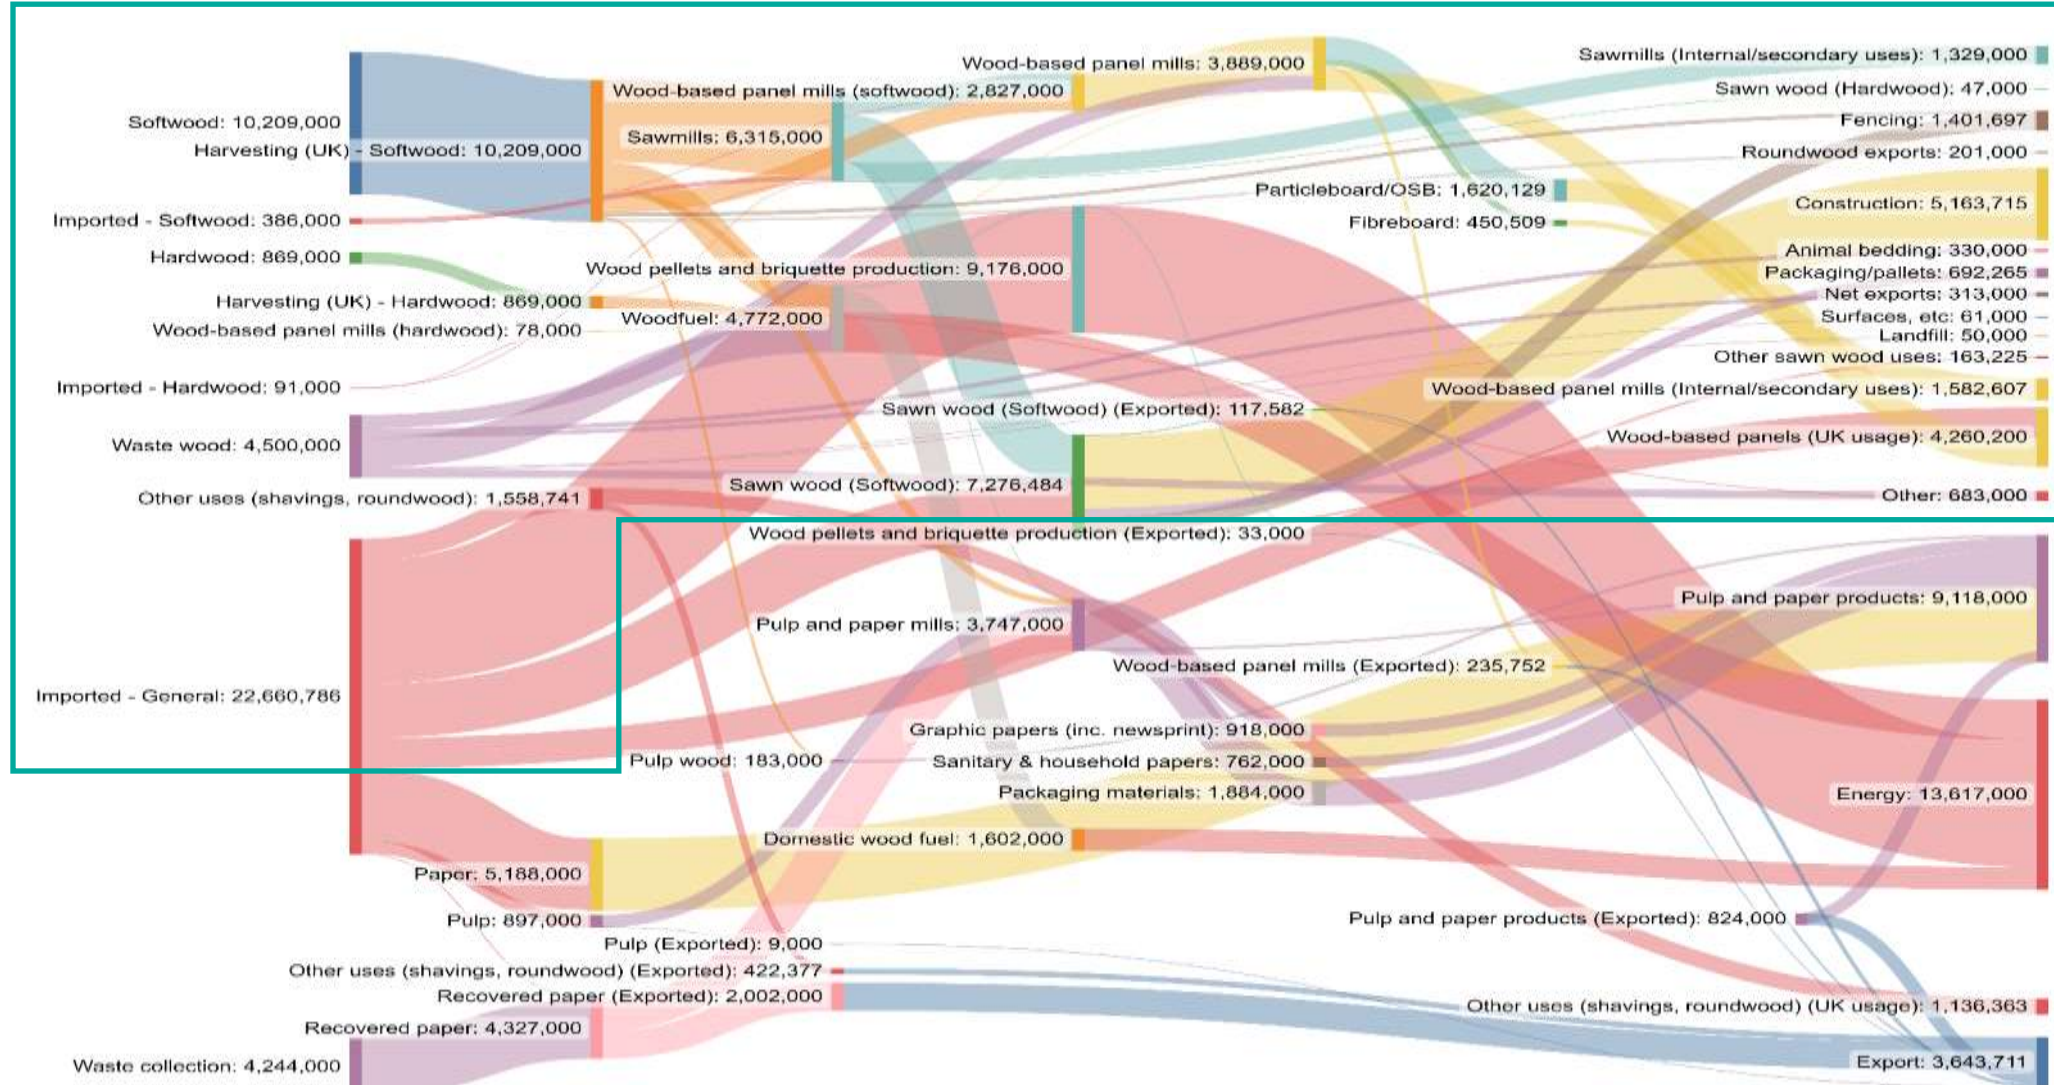 Softwood: 10,209,000
Harvesting (UK) - Softwood: 10,209,000
Imported - Softwood: 386,000
Hardwood: 869,000
Harvesting (UK) - Hardwood: 869,000
Wood-based panel mills (hardwood): 78,000
Imported - Hardwood: 91,000
Waste wood: 4,500,000
Other uses (shavings, roundwood): 1,558,741
Imported - General: 22,660,786
Paper: 5,188,000
Pulp: 897,000
Recovered paper: 4,327,000
Waste collection: 4,244,000
Wood-based panel mills: 3,889,000
Wood-based panel mills (softwood): 2,827,000
Sawmills: 6,315,000
Wood pellets and briquette production: 9,176,000
Woodfuel: 4,772,000
Sawn wood (Softwood) (Exported): 117,582
Sawn wood (Softwood): 7,276,484
Wood pellets and briquette production (Exported): 33,000
Pulp and paper mills: 3,747,000
Wood-based panel mills (Exported): 235,752
Graphic papers (inc. newsprint): 918,000
Pulp wood: 183,000
Sanitary & household papers: 762,000
Packaging materials: 1,884,000
Domestic wood fuel: 1,602,000
Pulp (Exported): 9,000
Other uses (shavings, roundwood) (Exported): 422,377
Recovered paper (Exported): 2,002,000
Sawmills (Internal/secondary uses): 1,329,000
Sawn wood (Hardwood): 47,000
Fencing: 1,401,697
Roundwood exports: 201,000
Particleboard/OSB: 1,620,129
Construction: 5,163,715
Fibreboard: 450,509
Animal bedding: 330,000
Packaging/pallets: 692,265
Net exports: 313,000
Surfaces, etc: 61,000
Landfill: 50,000
Other sawn wood uses: 163,225
Wood-based panel mills (Internal/secondary uses): 1,582,607
Wood-based panels (UK usage): 4,260,200
Other: 683,000
Pulp and paper products: 9,118,000
Energy: 13,617,000
Pulp and paper products (Exported): 824,000
Other uses (shavings, roundwood) (UK usage): 1,136,363
Export: 3,643,711